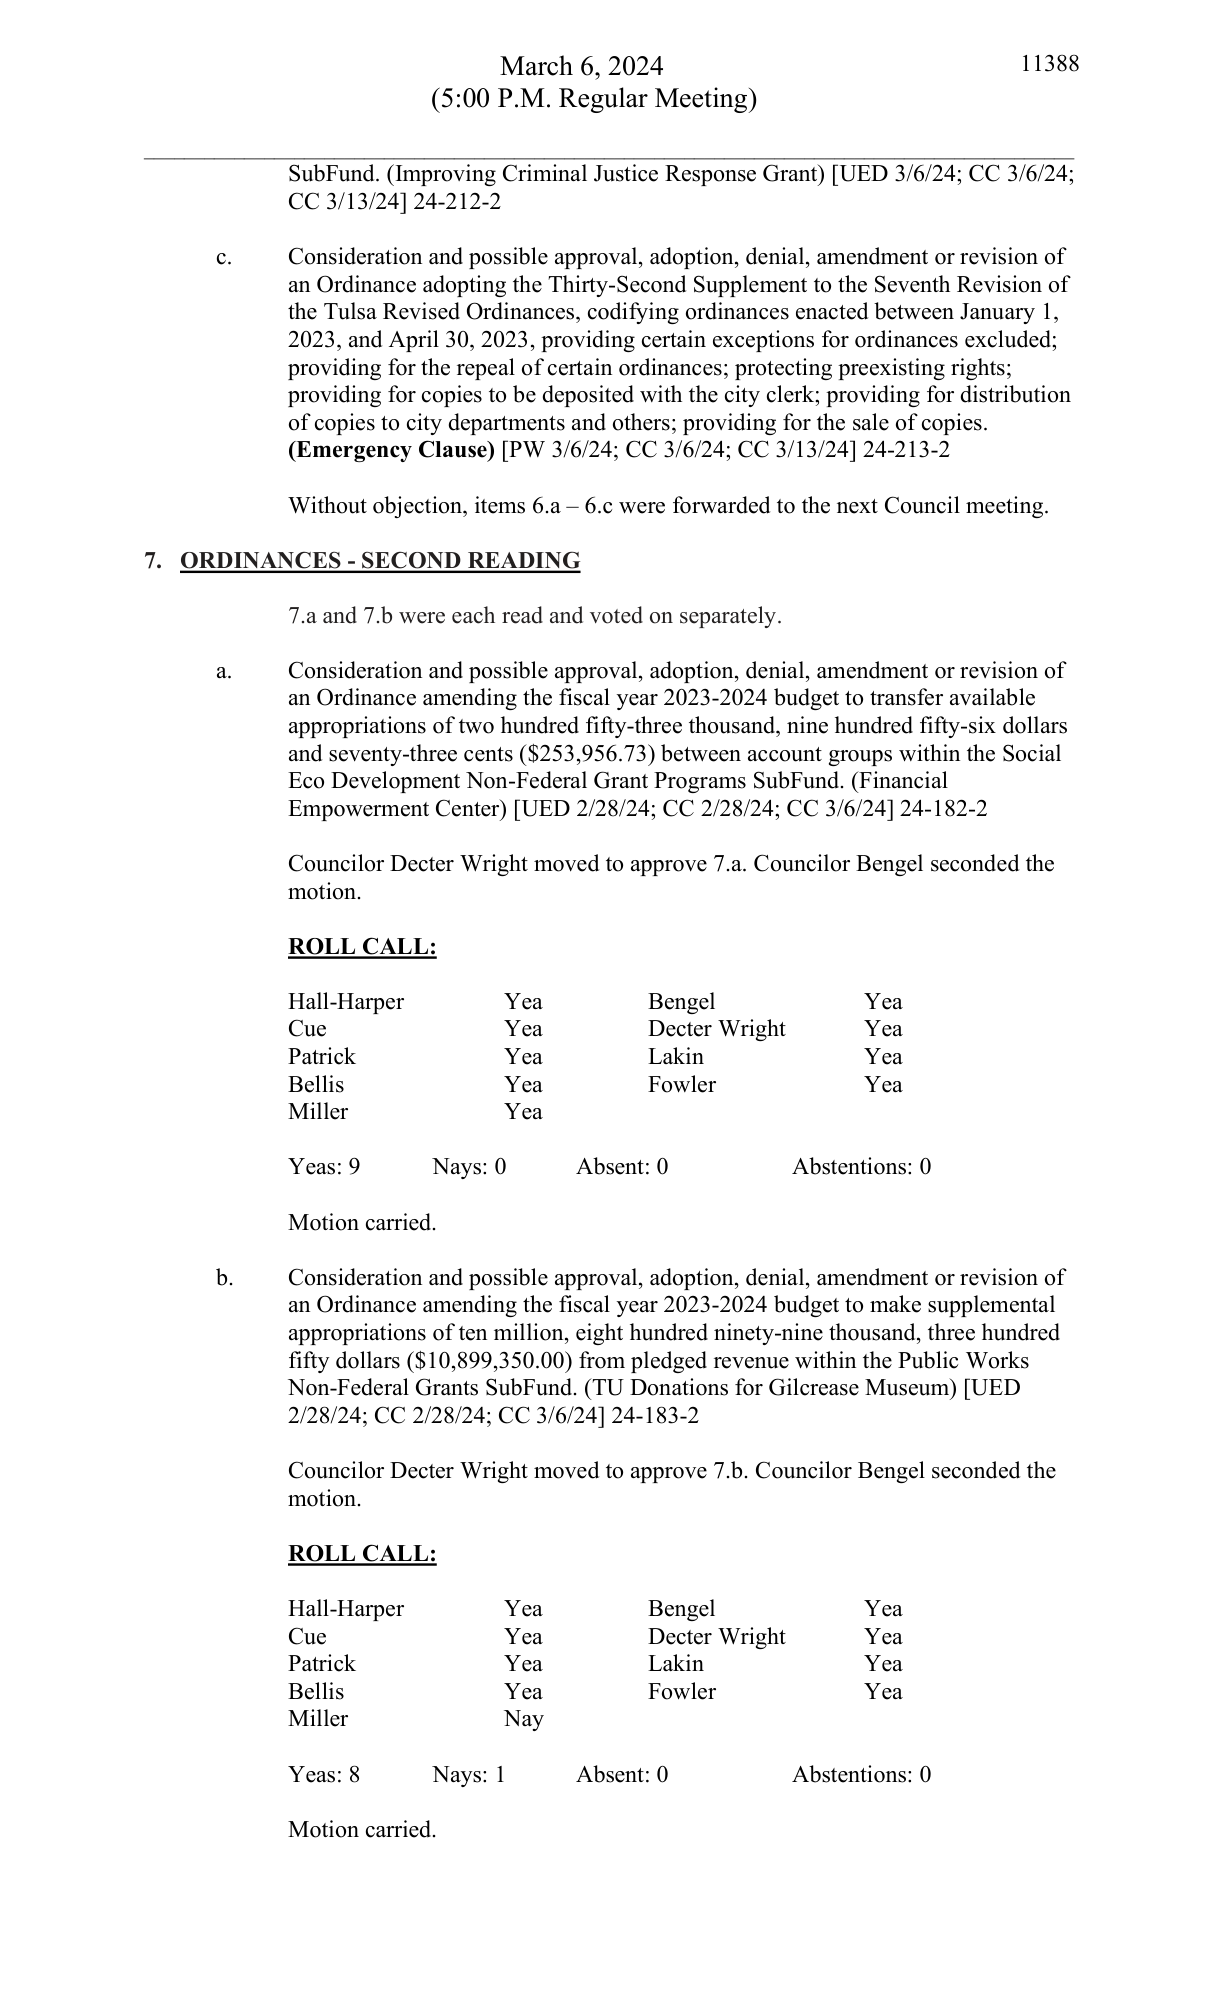 March 6, 2024
11388
(5:00 P.M. Regular Meeting)
SubFund. (Improving Criminal Justice Response Grant) [UED 3/6/24; CC 3/6/24;
CC 3/13/24] 24-212-2
c. Consideration and possible approval, adoption, denial, amendment or revision of
an Ordinance adopting the Thirty-Second Supplement to the Seventh Revision of
the Tulsa Revised Ordinances, codifying ordinances enacted between January 1,
2023, and April 30, 2023, providing certain exceptions for ordinances excluded;
providing for the repeal of certain ordinances; protecting preexisting rights;
providing for copies to be deposited with the city clerk; providing for distribution
of copies to city departments and others; providing for the sale of copies.
(Emergency Clause) [PW 3/6/24; CC 3/6/24; CC 3/13/24] 24-213-2
Without objection, items 6.a – 6.c were forwarded to the next Council meeting.
7. ORDINANCES - SECOND READING
7.a and 7.b were each read and voted on separately.
a. Consideration and possible approval, adoption, denial, amendment or revision of
an Ordinance amending the fiscal year 2023-2024 budget to transfer available
appropriations of two hundred fifty-three thousand, nine hundred fifty-six dollars
and seventy-three cents ($253,956.73) between account groups within the Social
Eco Development Non-Federal Grant Programs SubFund. (Financial
Empowerment Center) [UED 2/28/24; CC 2/28/24; CC 3/6/24] 24-182-2
Councilor Decter Wright moved to approve 7.a. Councilor Bengel seconded the
motion.
ROLL CALL:
Hall-Harper Yea Bengel Yea
Cue Yea Decter Wright Yea
Patrick Yea Lakin Yea
Bellis Yea Fowler Yea
Miller Yea
Yeas: 9 Nays: 0 Absent: 0 Abstentions: 0
Motion carried.
b. Consideration and possible approval, adoption, denial, amendment or revision of
an Ordinance amending the fiscal year 2023-2024 budget to make supplemental
appropriations of ten million, eight hundred ninety-nine thousand, three hundred
fifty dollars ($10,899,350.00) from pledged revenue within the Public Works
Non-Federal Grants SubFund. (TU Donations for Gilcrease Museum) [UED
2/28/24; CC 2/28/24; CC 3/6/24] 24-183-2
Councilor Decter Wright moved to approve 7.b. Councilor Bengel seconded the
motion.
ROLL CALL:
Hall-Harper Yea Bengel Yea
Cue Yea Decter Wright Yea
Patrick Yea Lakin Yea
Bellis Yea Fowler Yea
Miller Nay
Yeas: 8 Nays: 1 Absent: 0 Abstentions: 0
Motion carried.